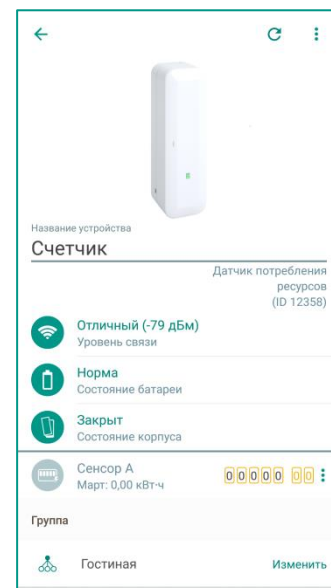 Название устройства
Счетчик
Датчик потребления
ресурсов
(ID 12358)
Отличный (-79 дБм)
Уровень связи
Норма
Состояние батареи
Закрыт
Состояние корпуса
Сенсор А
Март: 0,00 кВт·ч
00000 00
Группа
Гостиная
Изменить